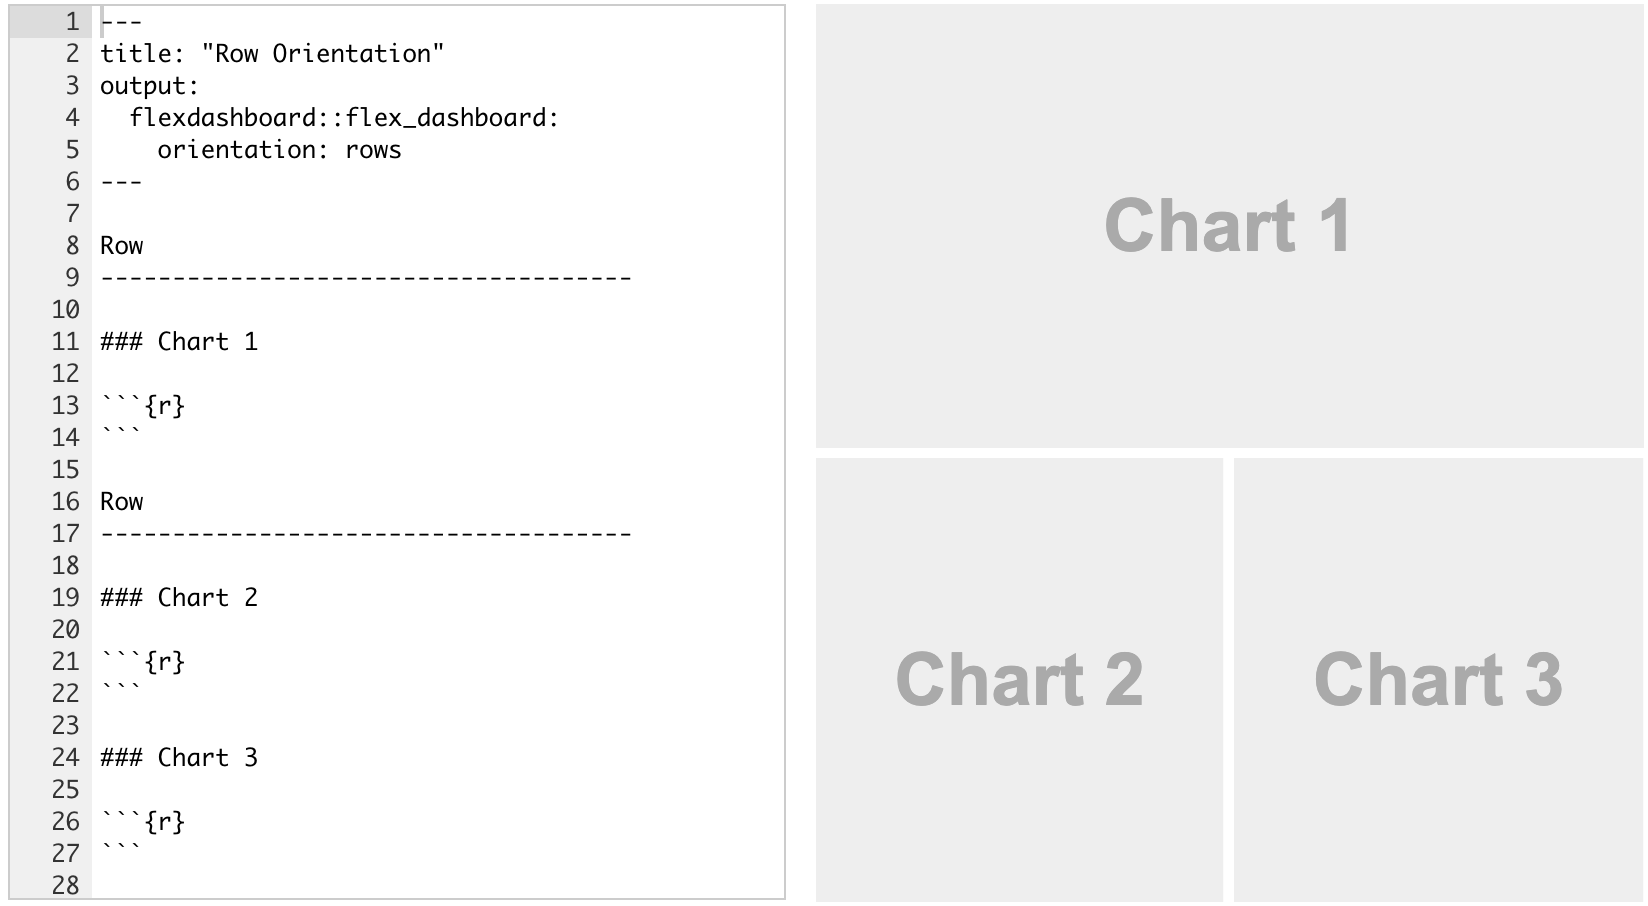 1 ---
2 title: "Row Orientation"
3 output:
4   flexdashboard::flex_dashboard:
5     orientation: rows
6 ---
7
8 Row
9 -------------------------------------
10
11 ### Chart 1
12
13 ```{r}
14 ```
15
16 Row
17 -------------------------------------
18
19 ### Chart 2
20
21 ```{r}
22 ```
23
24 ### Chart 3
25
26 ```{r}
27 ```
28
Chart 1
Chart 2
Chart 3